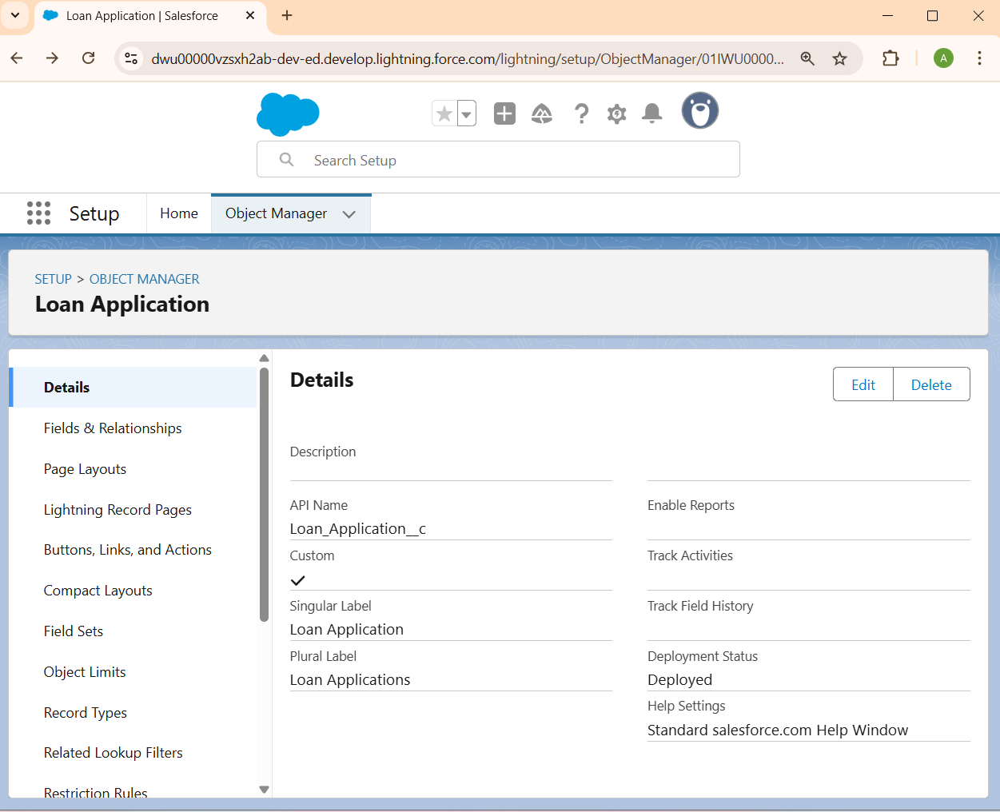 Loan Application | Salesforce
dwu00000vzsxh2ab-dev-ed.develop.lightning.force.com/lightning/setup/ObjectManager/01IWU0000...
A
Search Setup
Setup
Home
Object Manager
SETUP > OBJECT MANAGER
Loan Application
Details
Fields & Relationships
Page Layouts
Lightning Record Pages
Buttons, Links, and Actions
Compact Layouts
Field Sets
Object Limits
Record Types
Related Lookup Filters
Restriction Rules
Details
Edit
Delete
Description
API Name
Loan_Application__c
Custom
Singular Label
Loan Application
Plural Label
Loan Applications
Enable Reports
Track Activities
Track Field History
Deployment Status
Deployed
Help Settings
Standard salesforce.com Help Window